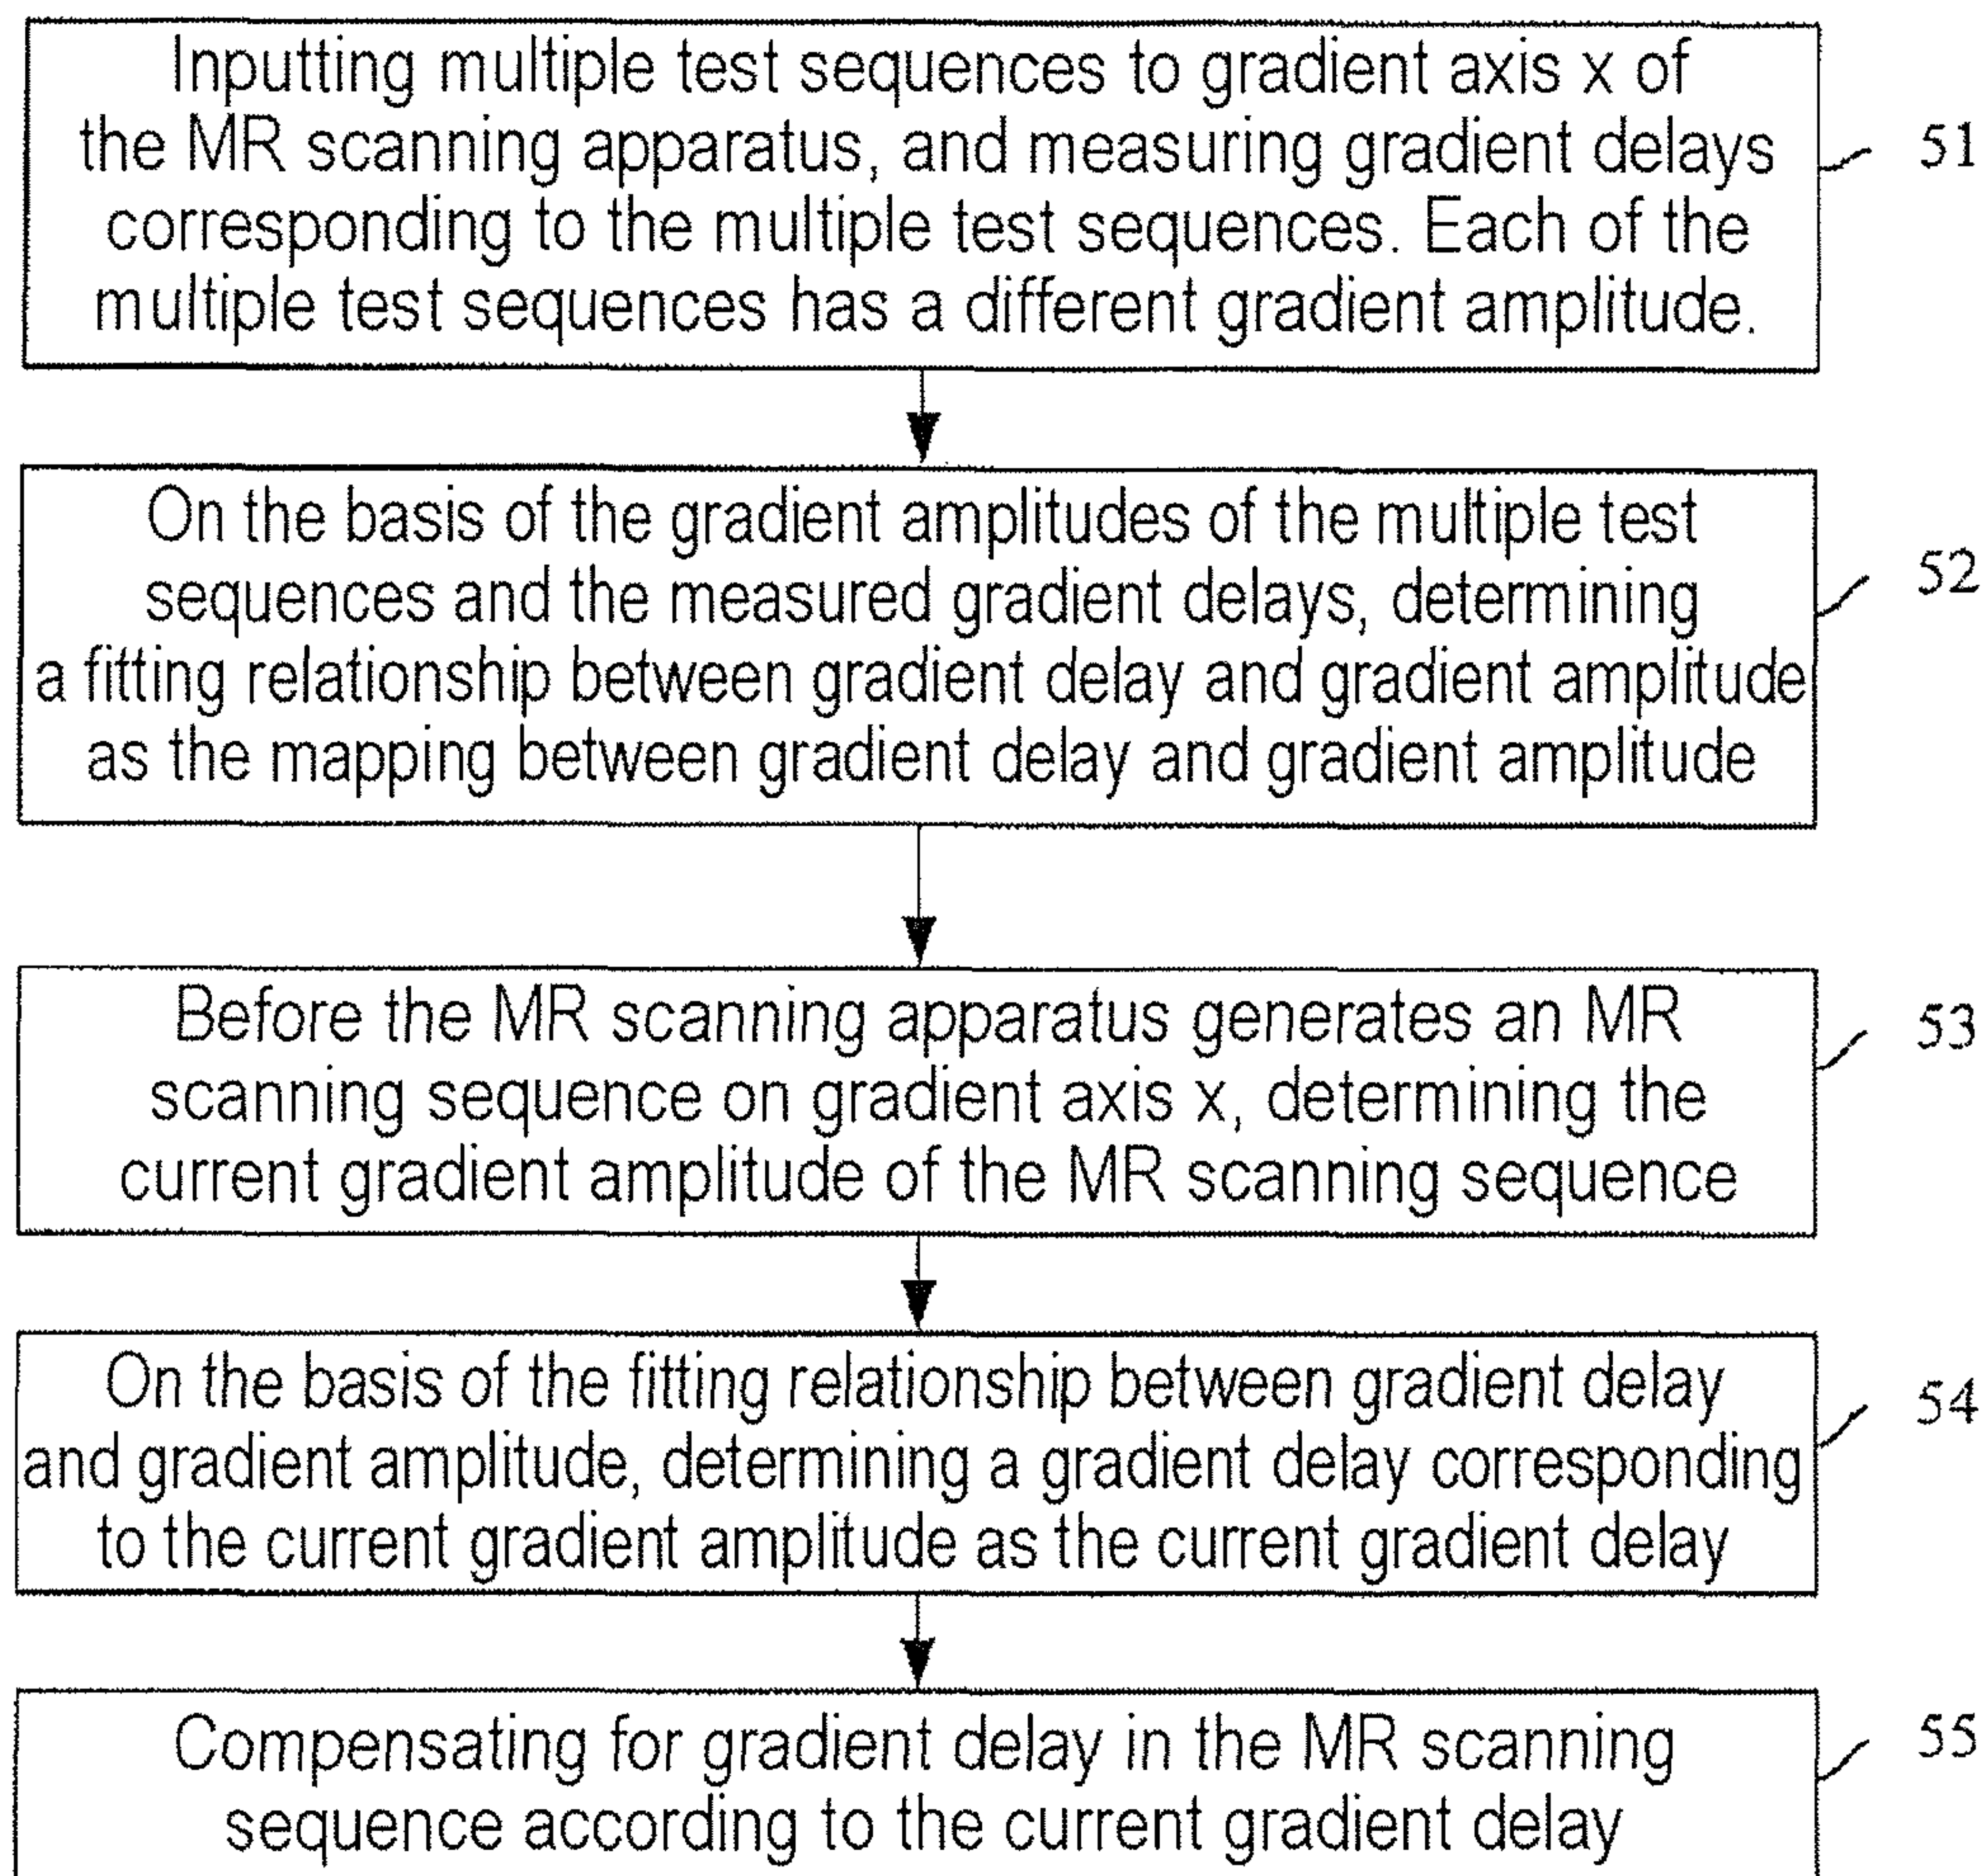 Inputting multiple test sequences to gradient axis x of
the MR scanning apparatus, and measuring gradient delays
corresponding to the multiple test sequences. Each of the
multiple test sequences has a different gradient amplitude.
51
On the basis of the gradient amplitudes of the multiple test
sequences and the measured gradient delays, determining
a fitting relationship between gradient delay and gradient amplitude
as the mapping between gradient delay and gradient amplitude
52
Before the MR scanning apparatus generates an MR
scanning sequence on gradient axis x, determining the
current gradient amplitude of the MR scanning sequence
53
On the basis of the fitting relationship between gradient delay
and gradient amplitude, determining a gradient delay corresponding
to the current gradient amplitude as the current gradient delay
54
Compensating for gradient delay in the MR scanning
sequence according to the current gradient delay
55